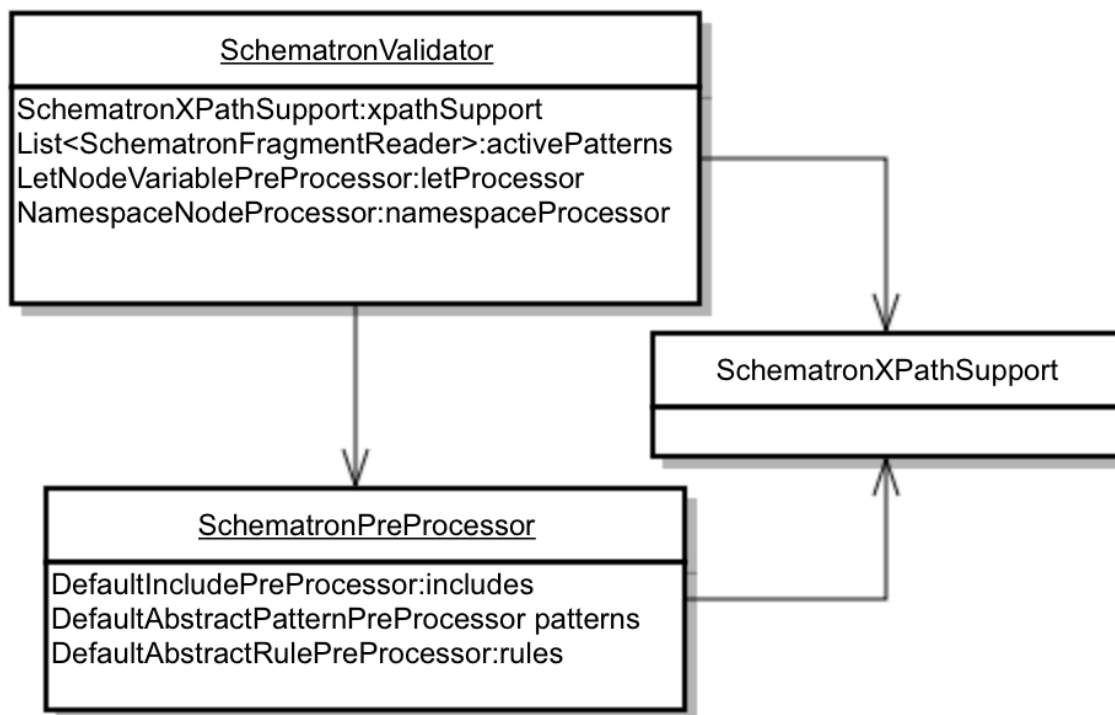 SchematronValidator
SchematronXPathSupport:xpathSupport
List<SchematronFragmentReader>:activePatterns
LetNodeVariablePreProcessor:letProcessor
NamespaceNodeProcessor:namespaceProcessor
SchematronXPathSupport
SchematronPreProcessor
DefaultIncludePreProcessor:includes
DefaultAbstractPatternPreProcessor patterns
DefaultAbstractRulePreProcessor:rules